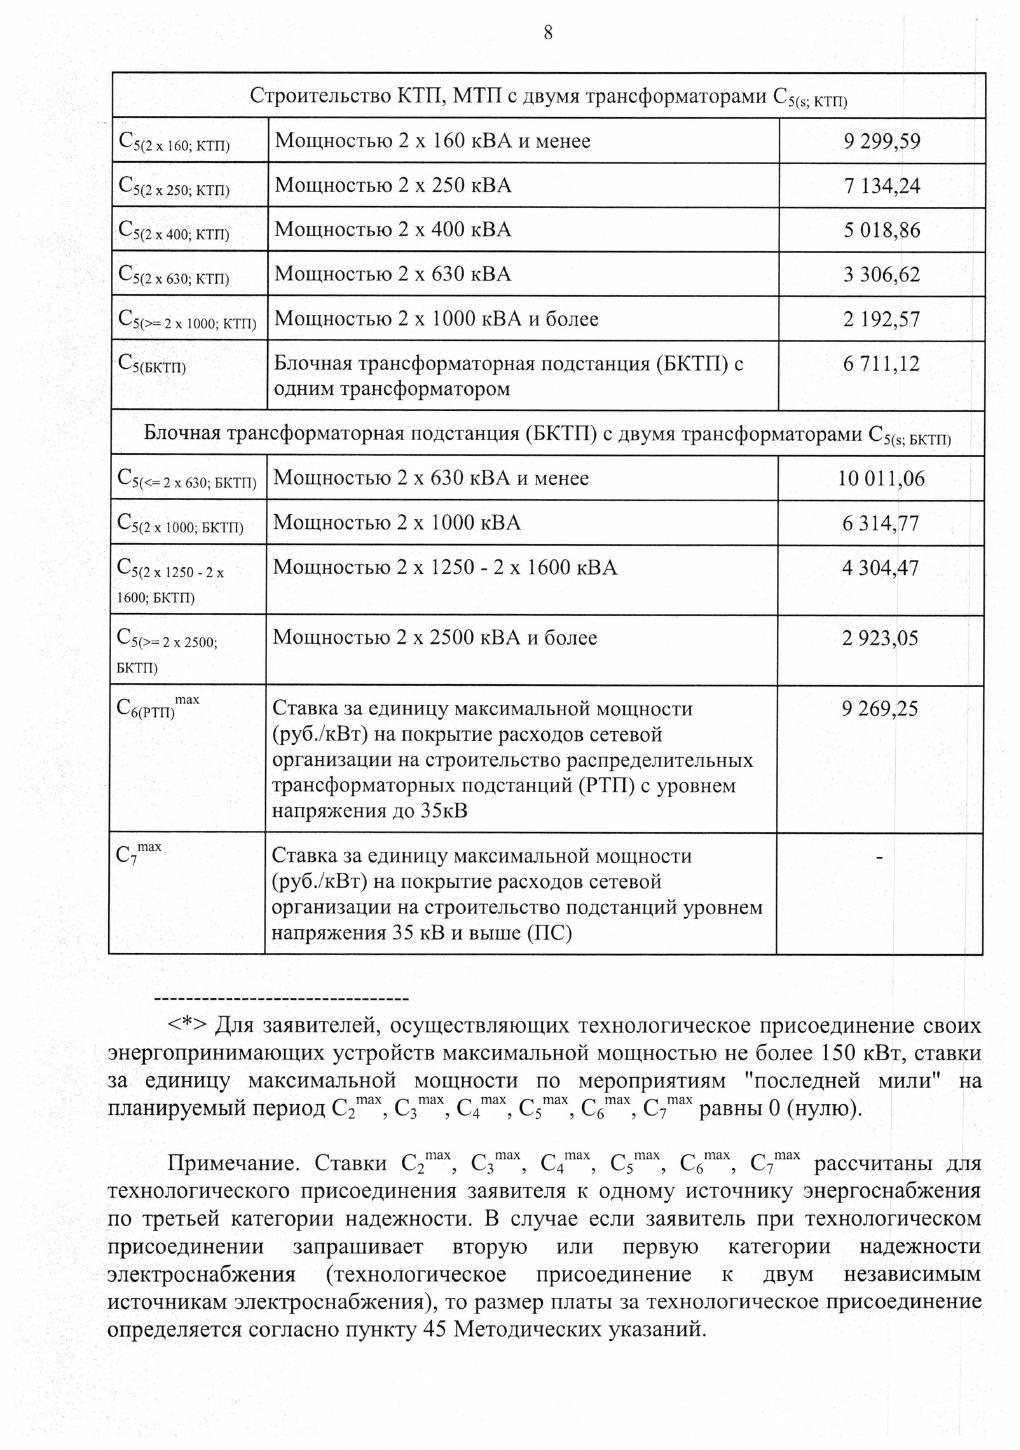 8
Строительство КТП, МТП с двумя трансформаторами C5(s; КТП)
C5(2 x 160; КТП) Мощностью 2 x 160 кВА и менее 9 299,59
C5(2 x 250; КТП) Мощностью 2 x 250 кВА 7 134,24
C5(2 x 400; КТП) Мощностью 2 x 400 кВА 5 018,86
C5(2 x 630; КТП) Мощностью 2 x 630 кВА 3 306,62
C5(>= 2 x 1000; КТП) Мощностью 2 x 1000 кВА и более 2 192,57
C5(БКТП) Блочная трансформаторная подстанция (БКТП) с 6 711,12
одним трансформатором
Блочная трансформаторная подстанция (БКТП) с двумя трансформаторами C5(s; БКТП)
C5(<= 2 x 630; БКТП) Мощностью 2 x 630 кВА и менее 10 011,06
C5(2 x 1000; БКТП) Мощностью 2 x 1000 кВА 6 314,77
C5(2 x 1250 - 2 x Мощностью 2 x 1250 - 2 x 1600 кВА 4 304,47
1600; БКТП)
C5(>= 2 x 2500; Мощностью 2 x 2500 кВА и более 2 923,05
БКТП)
C6(РТП)max Ставка за единицу максимальной мощности 9 269,25
(руб./кВт) на покрытие расходов сетевой
организации на строительство распределительных
трансформаторных подстанций (РТП) с уровнем
напряжения до 35кВ
C7max Ставка за единицу максимальной мощности -
(руб./кВт) на покрытие расходов сетевой
организации на строительство подстанций уровнем
напряжения 35 кВ и выше (ПС)
--------------------------------
<*> Для заявителей, осуществляющих технологическое присоединение своих
энергопринимающих устройств максимальной мощностью не более 150 кВт, ставки
за единицу максимальной мощности по мероприятиям "последней мили" на
планируемый период C2max, C3max, C4max, C5max, C6max, C7max равны 0 (нулю).
Примечание. Ставки C2max, C3max, C4max, C5max, C6max, C7max рассчитаны для
технологического присоединения заявителя к одному источнику энергоснабжения
по третьей категории надежности. В случае если заявитель при технологическом
присоединении запрашивает вторую или первую категории надежности
электроснабжения (технологическое присоединение к двум независимым
источникам электроснабжения), то размер платы за технологическое присоединение
определяется согласно пункту 45 Методических указаний.